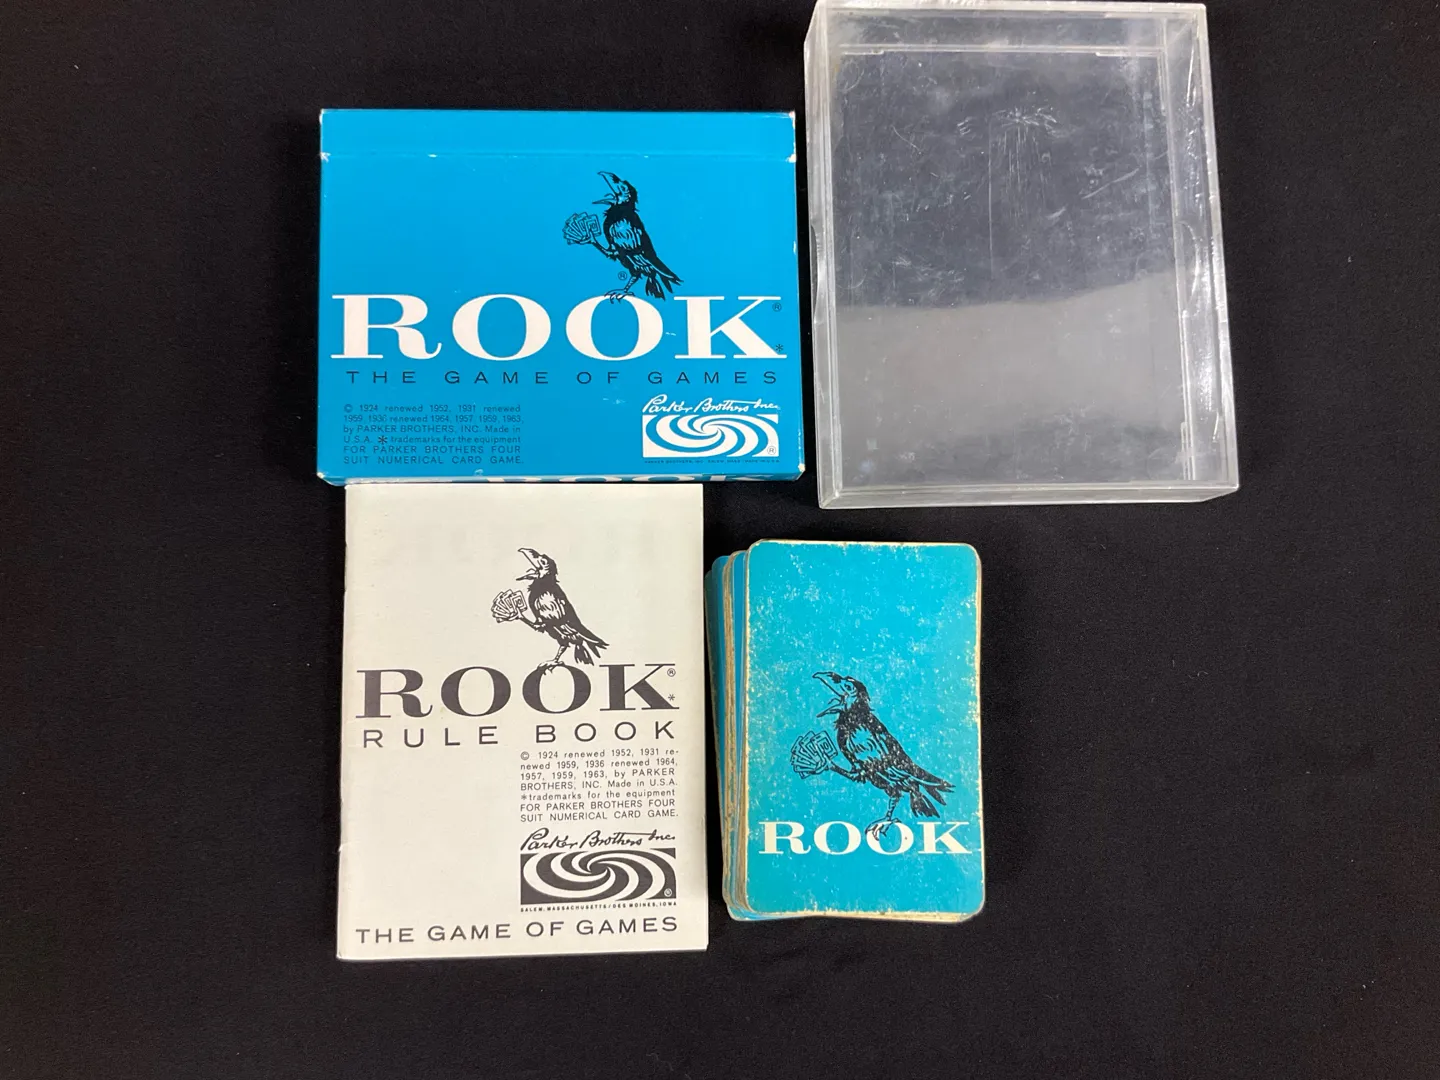 ROOK ®
*
THE GAME OF GAMES
© 1924 renewed 1952, 1931 renewed
1959, 1936 renewed 1964, 1957, 1959, 1963,
by PARKER BROTHERS, INC. Made in
U.S.A. * trademarks for the equipment
FOR PARKER BROTHERS FOUR
SUIT NUMERICAL CARD GAME.
Parker Brothers Inc.
®
ROOK
ROOK ®
*
RULE BOOK
© 1924 renewed 1952, 1931 re-
newed 1959, 1936 renewed 1964,
1957, 1959, 1963, by PARKER
BROTHERS, INC. Made in U.S.A.
* trademarks for the equipment
FOR PARKER BROTHERS FOUR
SUIT NUMERICAL CARD GAME.
Parker Brothers Inc.
®
SALEM, MASSACHUSETTS / DES MOINES, IOWA
THE GAME OF GAMES
ROOK